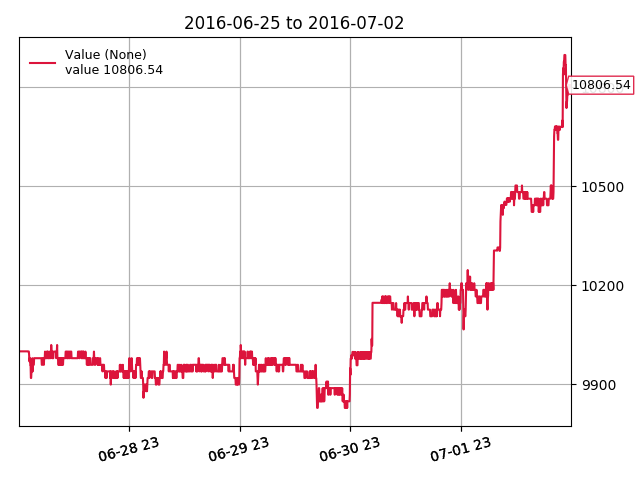 2016-06-25 to 2016-07-02
Value (None)
value 10806.54
10806.54
10500
10200
9900
06-28 23
06-29 23
06-30 23
07-01 23